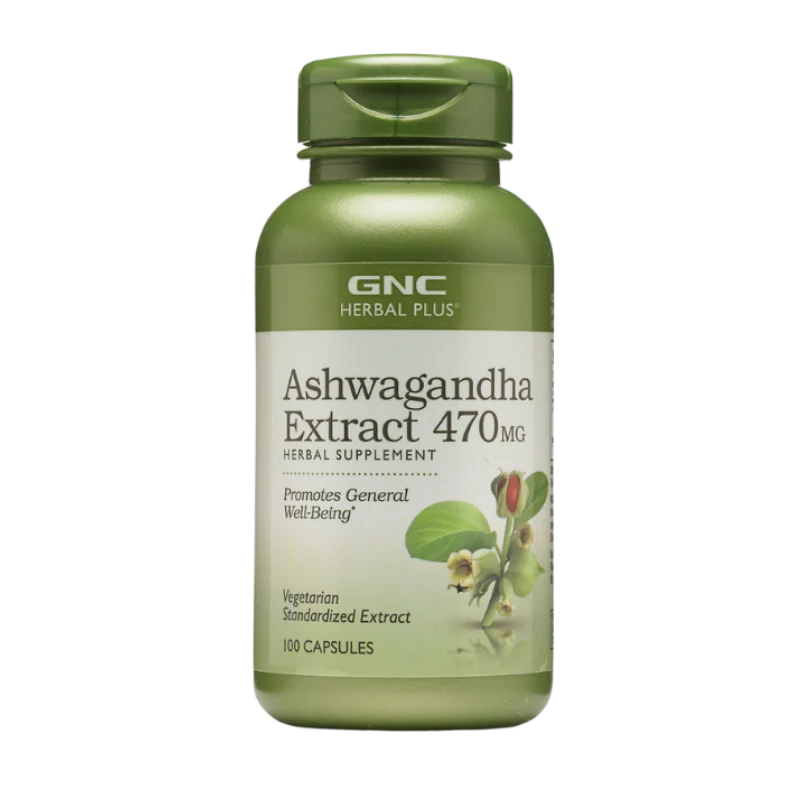 GNC
HERBAL PLUS®
Ashwagandha
Extract 470MG
HERBAL SUPPLEMENT
Promotes General
Well-Being*
Vegetarian
Standardized Extract
100 CAPSULES